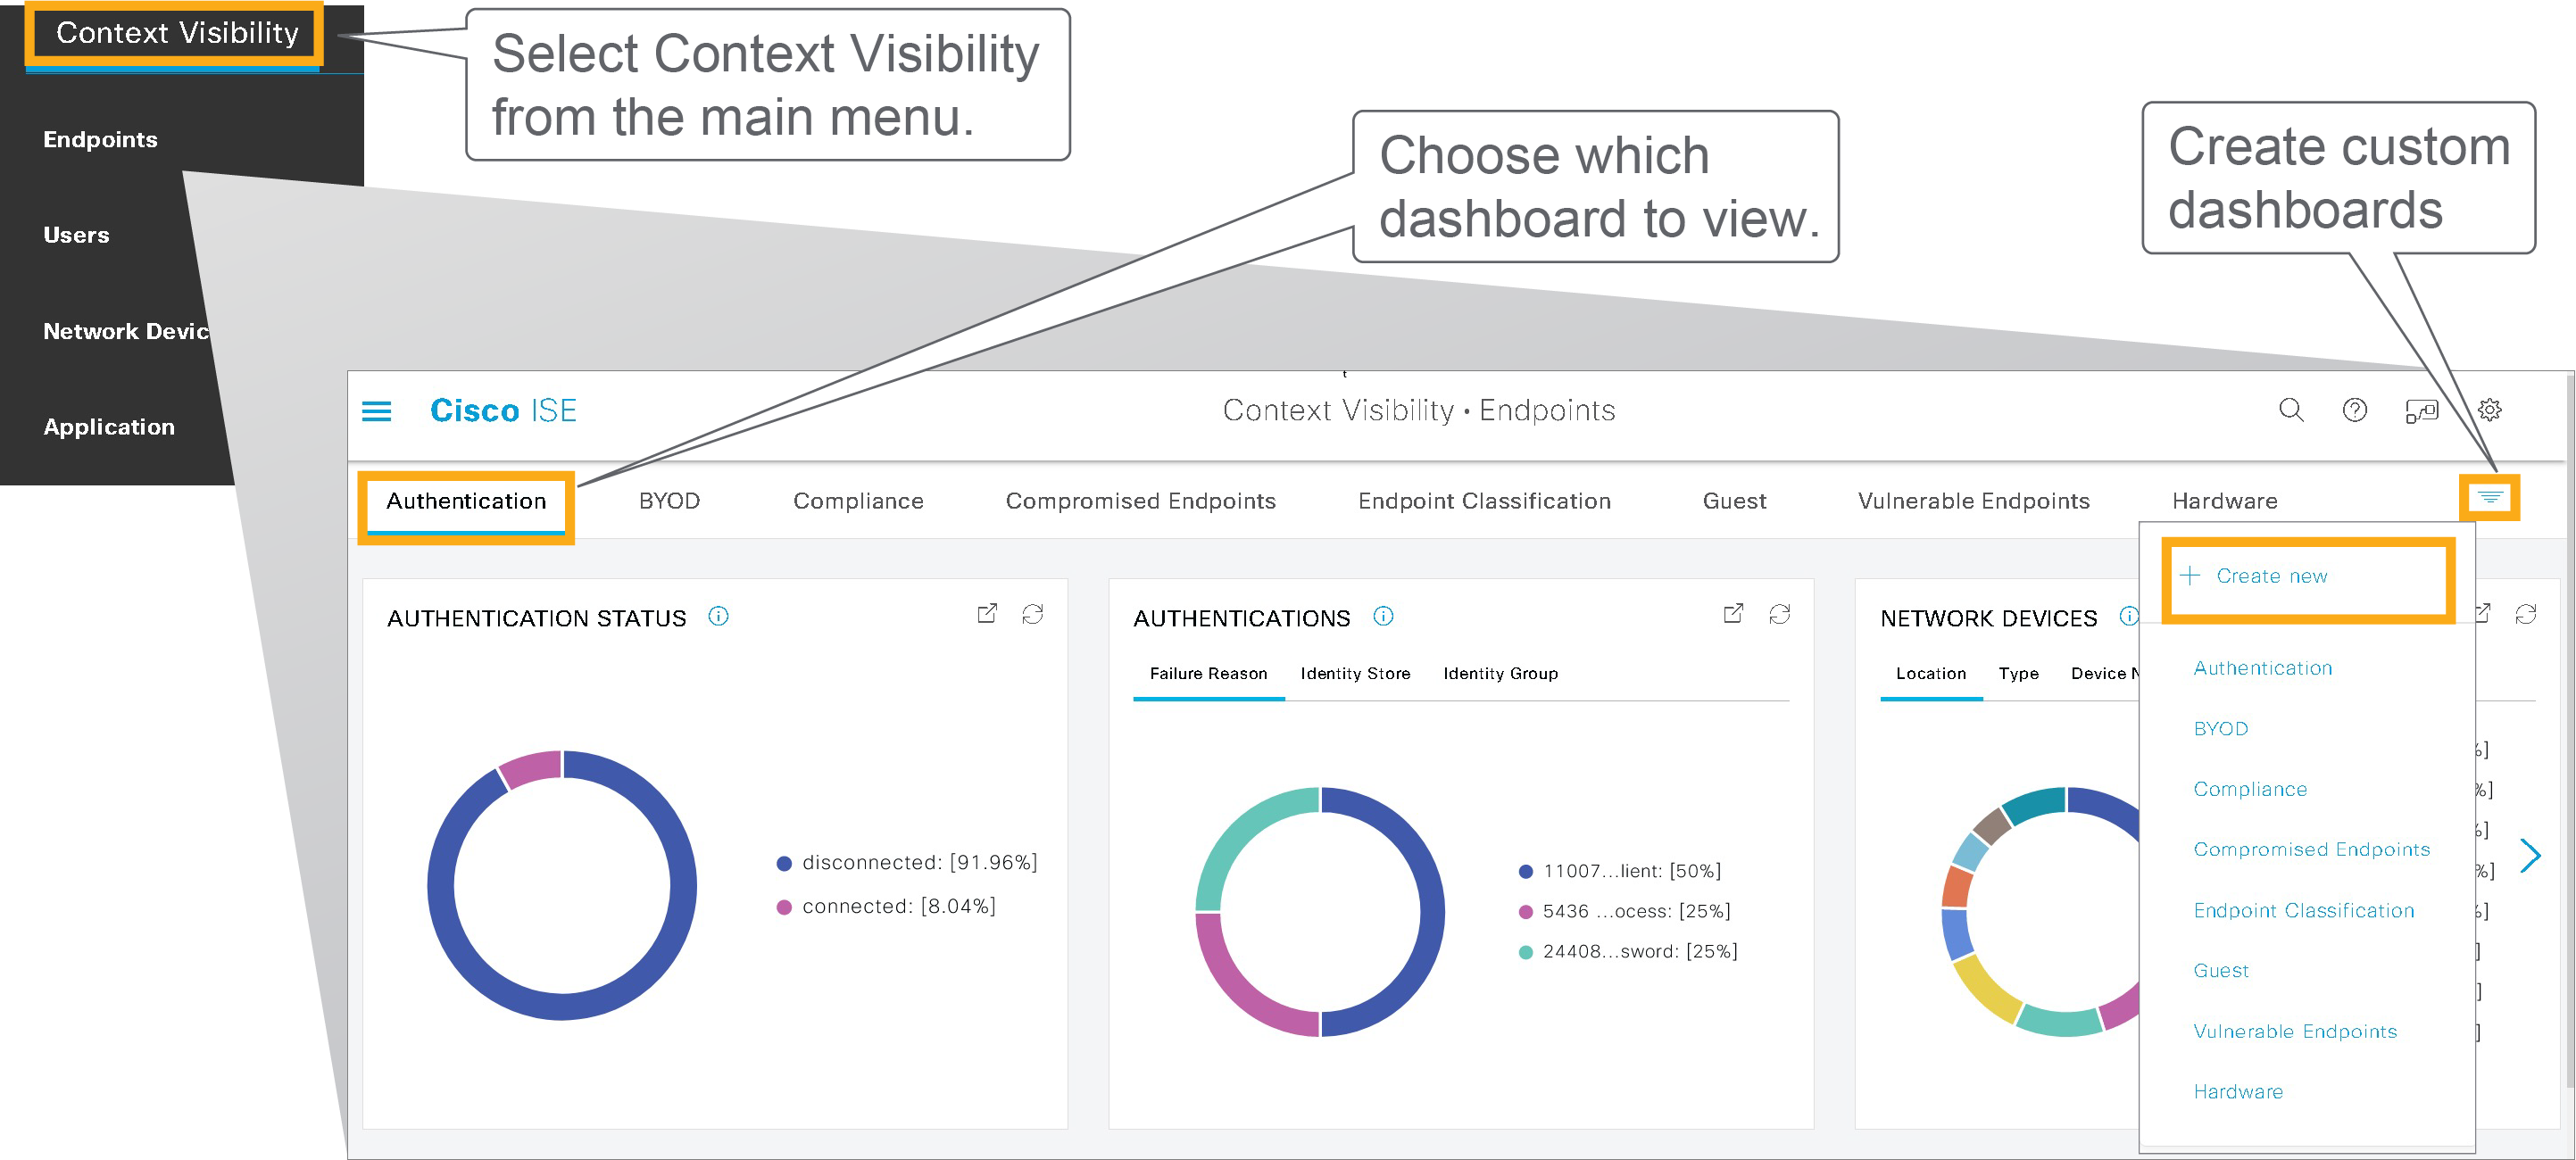 Context Visibility
Endpoints
Users
Network Devic
Application
Select Context Visibility
from the main menu.
Choose which
dashboard to view.
Create custom
dashboards
t
Cisco ISE
Context Visibility • Endpoints
Authentication
BYOD
Compliance
Compromised Endpoints
Endpoint Classification
Guest
Vulnerable Endpoints
Hardware
AUTHENTICATION STATUS
disconnected: [91.96%]
connected: [8.04%]
AUTHENTICATIONS
Failure Reason Identity Store Identity Group
11007...lient: [50%]
5436 ...ocess: [25%]
24408...sword: [25%]
NETWORK DEVICES
Location Type Device N
+ Create new
Authentication
BYOD
Compliance
Compromised Endpoints
Endpoint Classification
Guest
Vulnerable Endpoints
Hardware